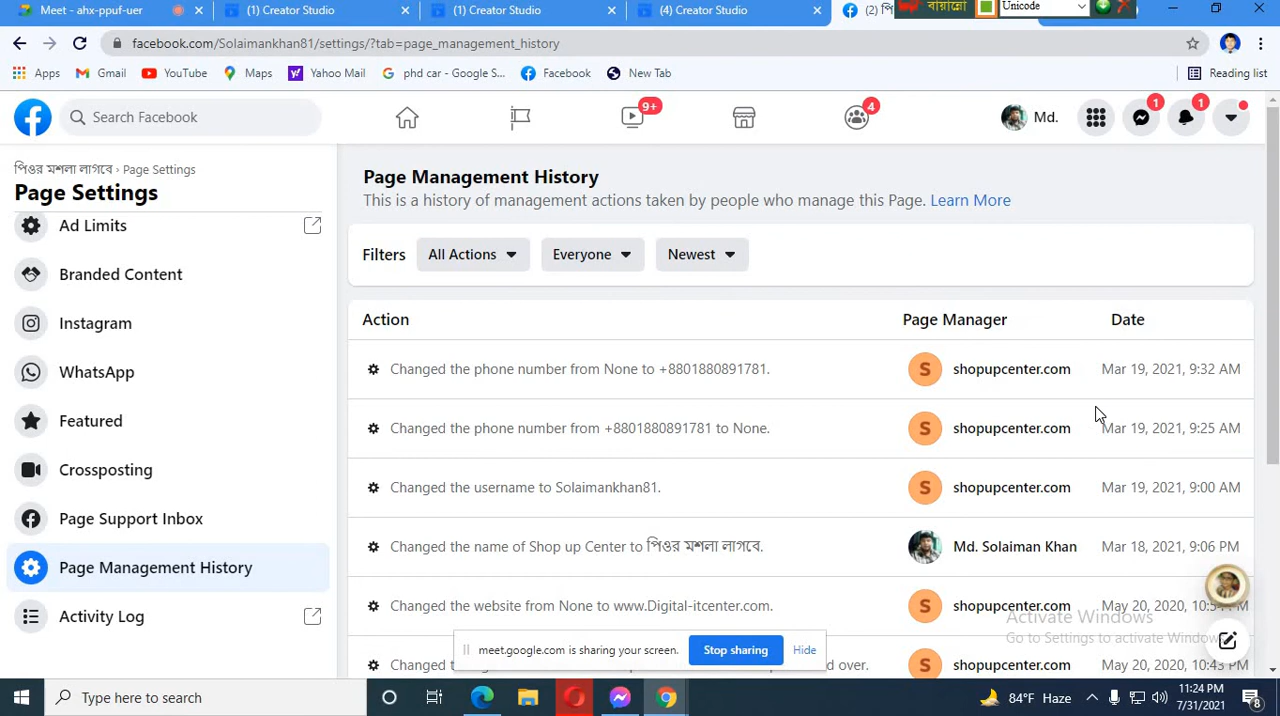 Meet - ahx-ppuf-uer
(1) Creator Studio
(1) Creator Studio
(4) Creator Studio
(2) পি
বায়ান্নো
Unicode
facebook.com/Solaimankhan81/settings/?tab=page_management_history
Apps
Gmail
YouTube
Maps
Yahoo Mail
phd car - Google S...
Facebook
New Tab
Reading list
Search Facebook
9+
4
Md.
1
1
পিওর মশলা লাগবে › Page Settings
Page Settings
Ad Limits
Branded Content
Instagram
WhatsApp
Featured
Crossposting
Page Support Inbox
Page Management History
Activity Log
Page Management History
This is a history of management actions taken by people who manage this Page. Learn More
Filters
All Actions
Everyone
Newest
Action
Page Manager
Date
Changed the phone number from None to +8801880891781.
S
shopupcenter.com
Mar 19, 2021, 9:32 AM
Changed the phone number from +8801880891781 to None.
S
shopupcenter.com
Mar 19, 2021, 9:25 AM
Changed the username to Solaimankhan81.
S
shopupcenter.com
Mar 19, 2021, 9:00 AM
Changed the name of Shop up Center to পিওর মশলা লাগবে.
Md. Solaiman Khan
Mar 18, 2021, 9:06 PM
Changed the website from None to www.Digital-itcenter.com.
S
shopupcenter.com
May 20, 2020,
Changed
over.
S
shopupcenter.com
May 20, 2020, 10:43 PM
Activate Windows
Go to Settings to activate Windows.
meet.google.com is sharing your screen.
Stop sharing
Hide
Type here to search
84°F Haze
11:24 PM
7/31/2021
8